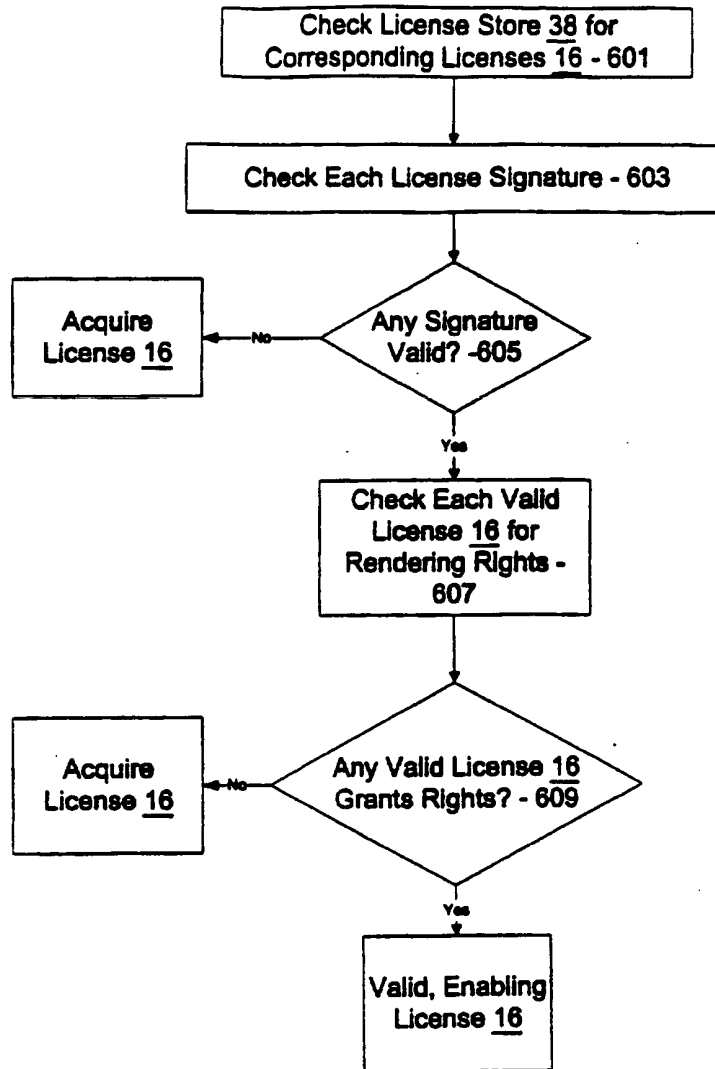 Check License Store 38 for
Corresponding Licenses 16 - 601
Check Each License Signature - 603
Acquire
License 16
No
Any Signature
Valid? -605
Yes
Check Each Valid
License 16 for
Rendering Rights -
607
Acquire
License 16
No
Any Valid License 16
Grants Rights? - 609
Yes
Valid, Enabling
License 16